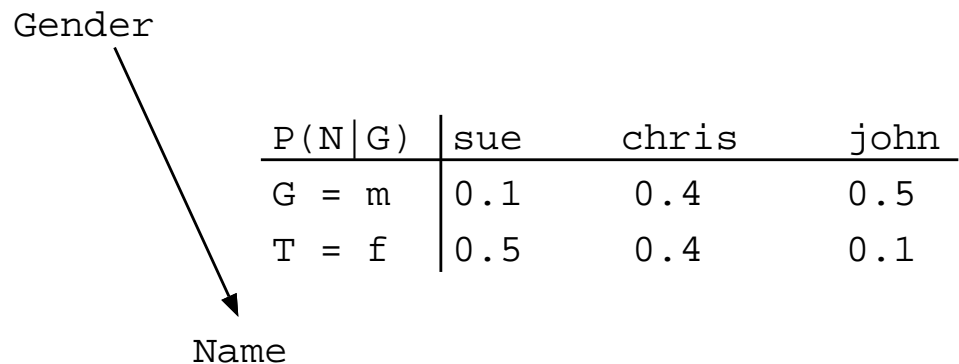 Gender
P(N|G) sue chris john
G = m 0.1 0.4 0.5
T = f 0.5 0.4 0.1
Name